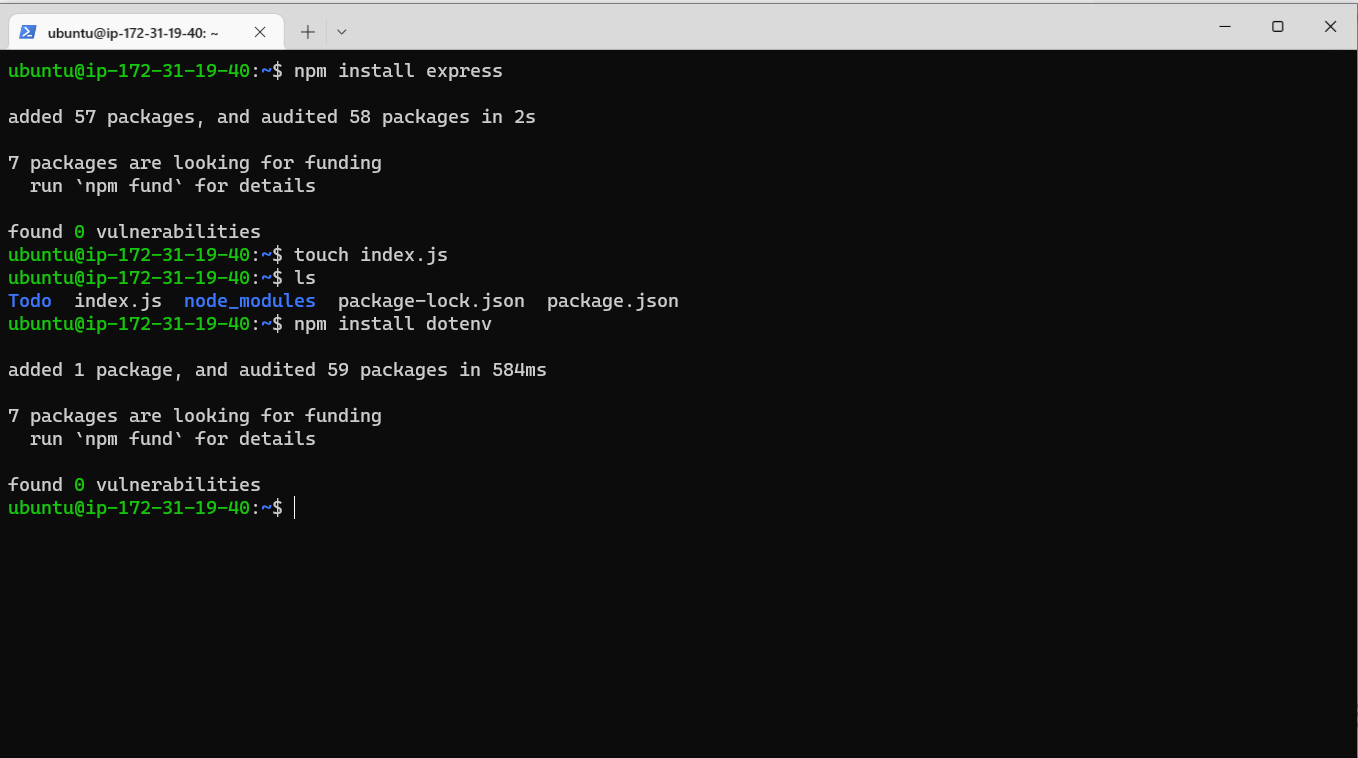 ubuntu@ip-172-31-19-40: ~
ubuntu@ip-172-31-19-40:~$ npm install express
added 57 packages, and audited 58 packages in 2s
7 packages are looking for funding
  run `npm fund` for details
found 0 vulnerabilities
ubuntu@ip-172-31-19-40:~$ touch index.js
ubuntu@ip-172-31-19-40:~$ ls
Todo  index.js  node_modules  package-lock.json  package.json
ubuntu@ip-172-31-19-40:~$ npm install dotenv
added 1 package, and audited 59 packages in 584ms
7 packages are looking for funding
  run `npm fund` for details
found 0 vulnerabilities
ubuntu@ip-172-31-19-40:~$